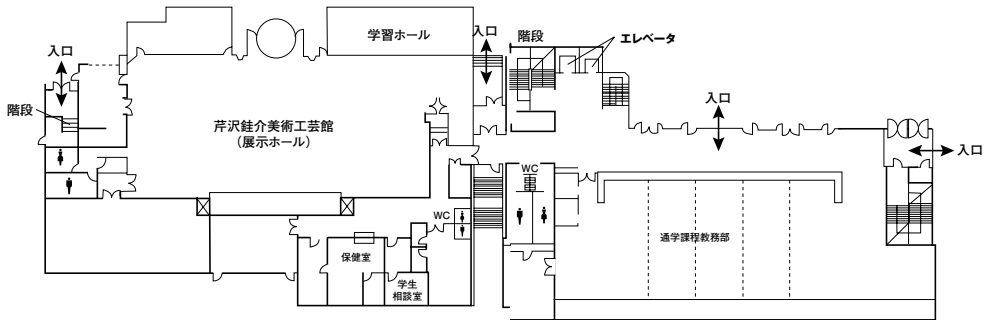 学習ホール
入口
階段
エレベータ
入口
階段
芹沢銈介美術工芸館
（展示ホール）
入口
入口
WC
WC
保健室
学生
相談室
通学課程教務部